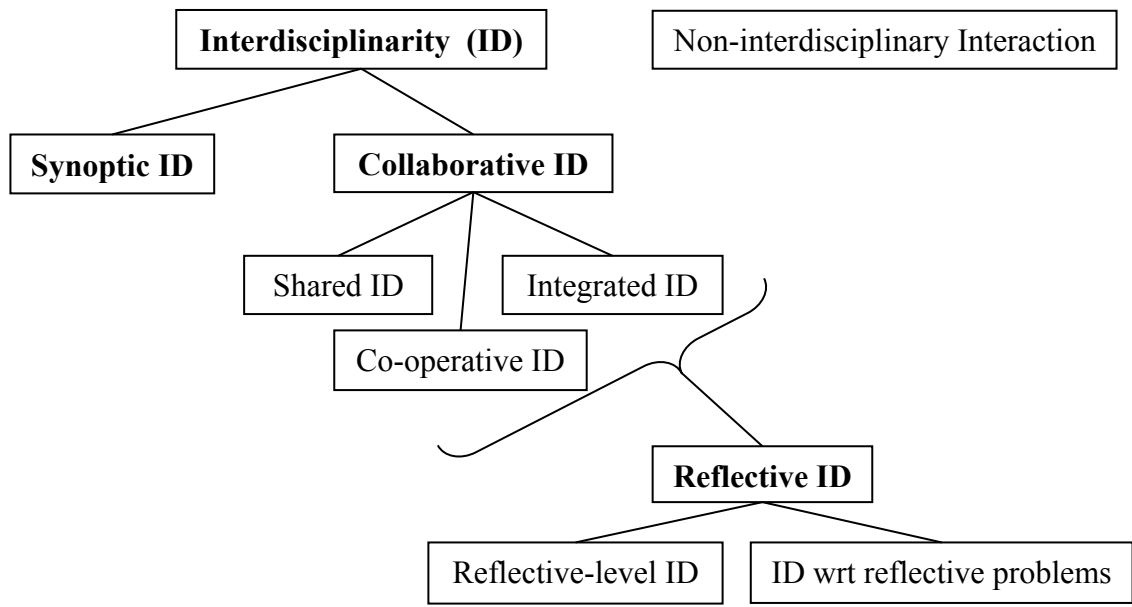 Interdisciplinarity (ID)
Non-interdisciplinary Interaction
Synoptic ID
Collaborative ID
Shared ID
Integrated ID
Co-operative ID
Reflective ID
Reflective-level ID
ID wrt reflective problems